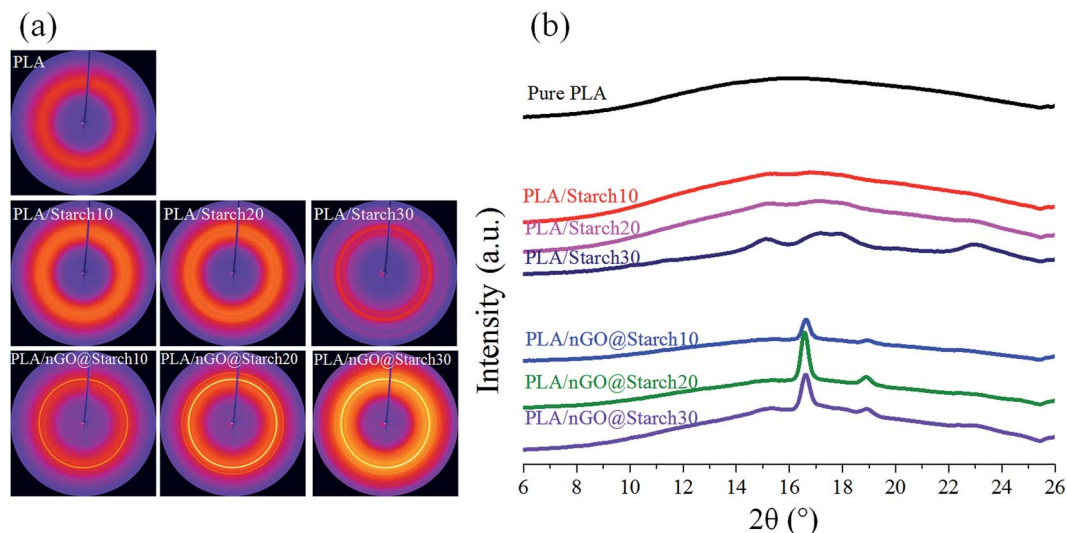 (a)
PLA
PLA/Starch10 PLA/Starch20 PLA/Starch30
PLA/nGO@Starch10 PLA/nGO@Starch20 PLA/nGO@Starch30
(b)
Intensity (a.u.)
Pure PLA
PLA/Starch10
PLA/Starch20
PLA/Starch30
PLA/nGO@Starch10
PLA/nGO@Starch20
PLA/nGO@Starch30
6 8 10 12 14 16 18 20 22 24 26
2θ (°)